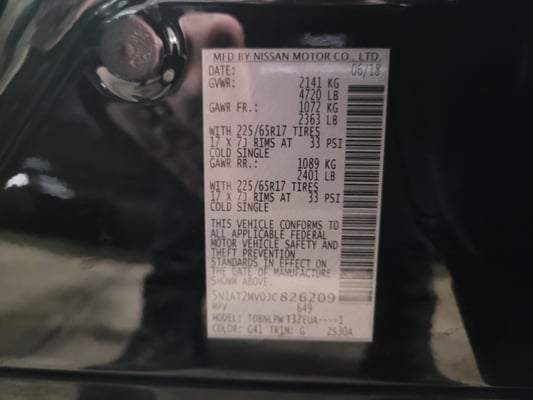 MFD BY NISSAN MOTOR CO., LTD.
DATE: 06/18
GVWR: 2141 KG
4720 LB
GAWR FR.: 1072 KG
2363 LB
WITH 225/65R17 TIRES
17 X 7J RIMS AT 33 PSI
COLD SINGLE
GAWR RR.: 1089 KG
2401 LB
WITH 225/65R17 TIRES
17 X 7J RIMS AT 33 PSI
COLD SINGLE
THIS VEHICLE CONFORMS TO
ALL APPLICABLE FEDERAL
MOTOR VEHICLE SAFETY AND
THEFT PREVENTION
STANDARDS IN EFFECT ON
THE DATE OF MANUFACTURE
SHOWN ABOVE.
5N1AT2MV0JC826209
MPV 649
MODEL: TDBNLPW T32EUA----1
COLOR: G41 TRIM: G ZS30A